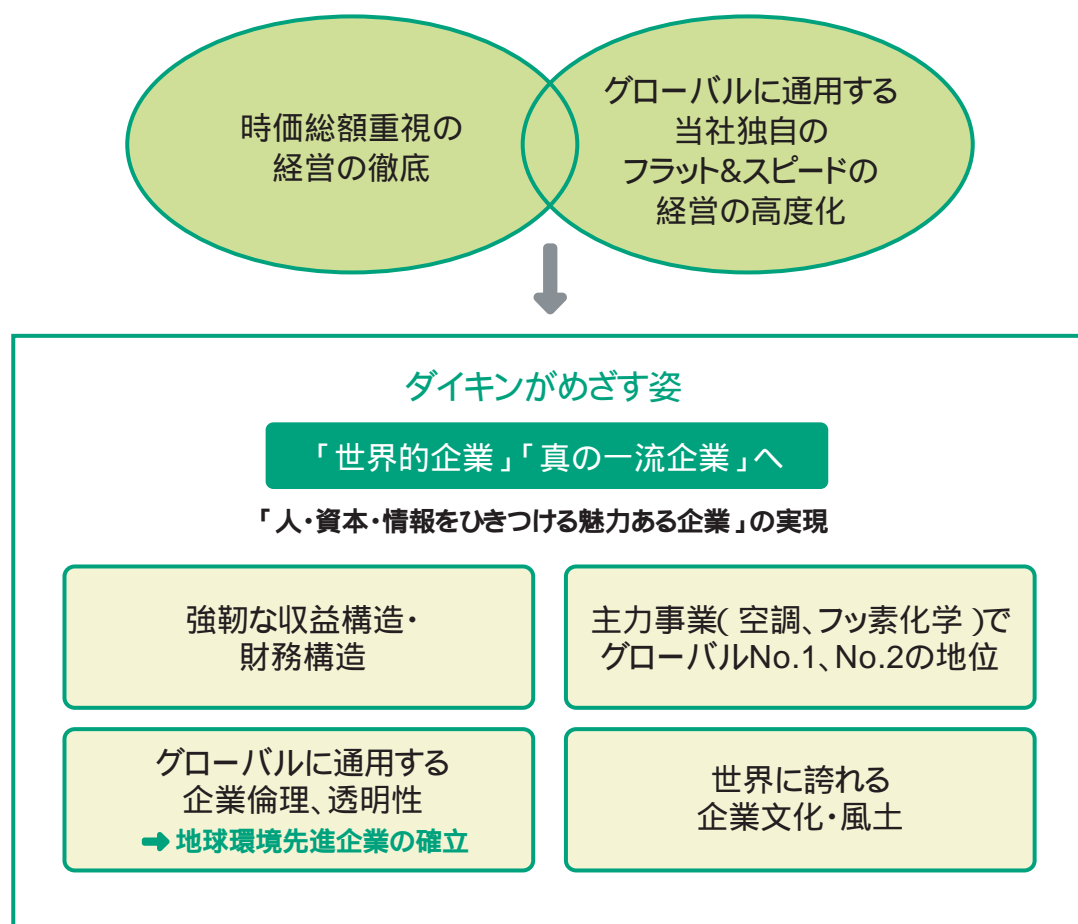 時価総額重視の
経営の徹底
グローバルに通用する
当社独自の
フラット&スピードの
経営の高度化
ダイキンがめざす姿
「世界的企業」「真の一流企業」へ
「人・資本・情報をひきつける魅力ある企業」の実現
強靭な収益構造・
財務構造
主力事業(空調、フッ素化学)で
グローバルNo.1、No.2の地位
グローバルに通用する
企業倫理、透明性
➡地球環境先進企業の確立
世界に誇れる
企業文化・風土